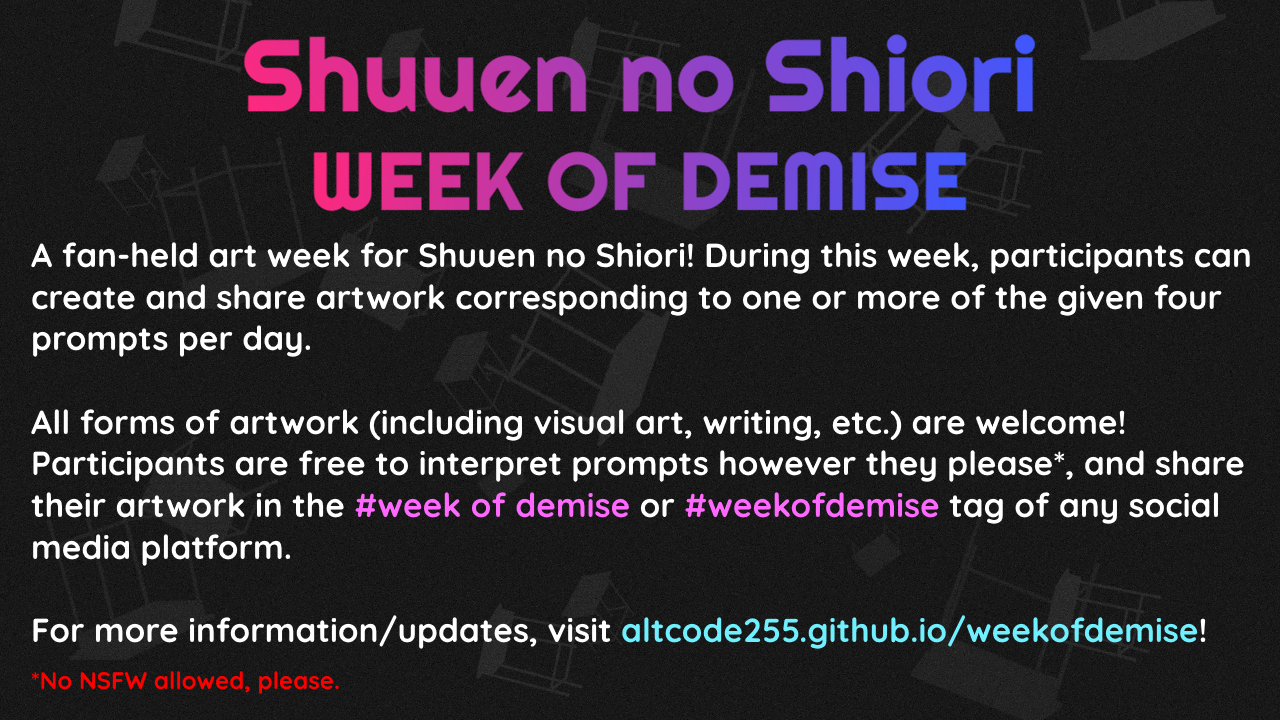 Shuuen no Shiori
WEEK OF DEMISE
A fan-held art week for Shuuen no Shiori! During this week, participants can
create and share artwork corresponding to one or more of the given four
prompts per day.
All forms of artwork (including visual art, writing, etc.) are welcome!
Participants are free to interpret prompts however they please*, and share
their artwork in the #week of demise or #weekofdemise tag of any social
media platform.
For more information/updates, visit altcode255.github.io/weekofdemise!
*No NSFW allowed, please.